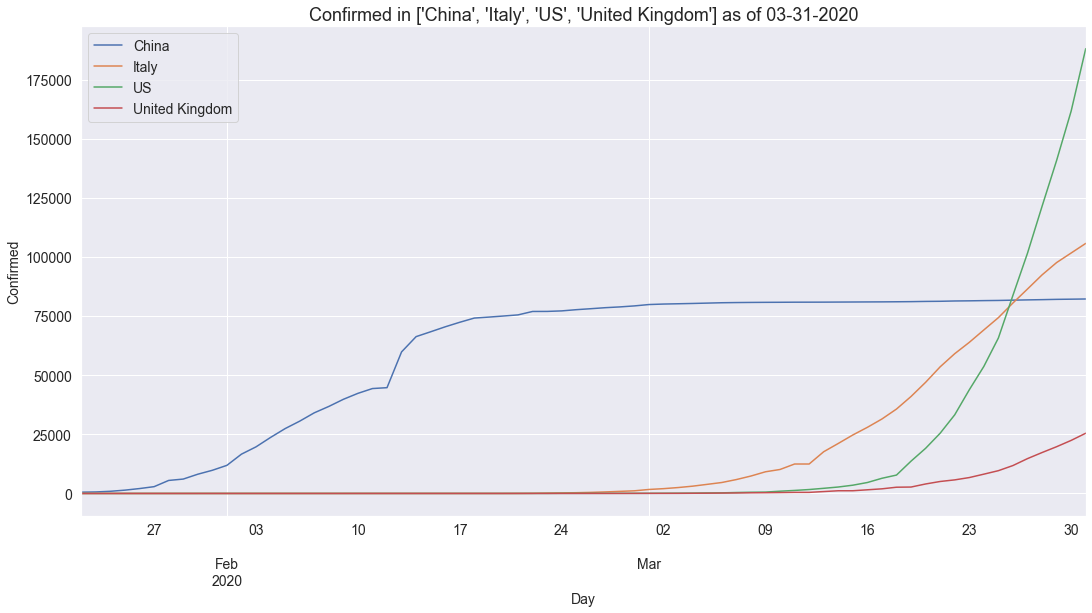 Confirmed in ['China', 'Italy', 'US', 'United Kingdom'] as of 03-31-2020
China
Italy
US
United Kingdom
Confirmed
175000
150000
125000
100000
75000
50000
25000
0
27 03 10 17 24 02 09 16 23 30
Feb Mar
2020
Day